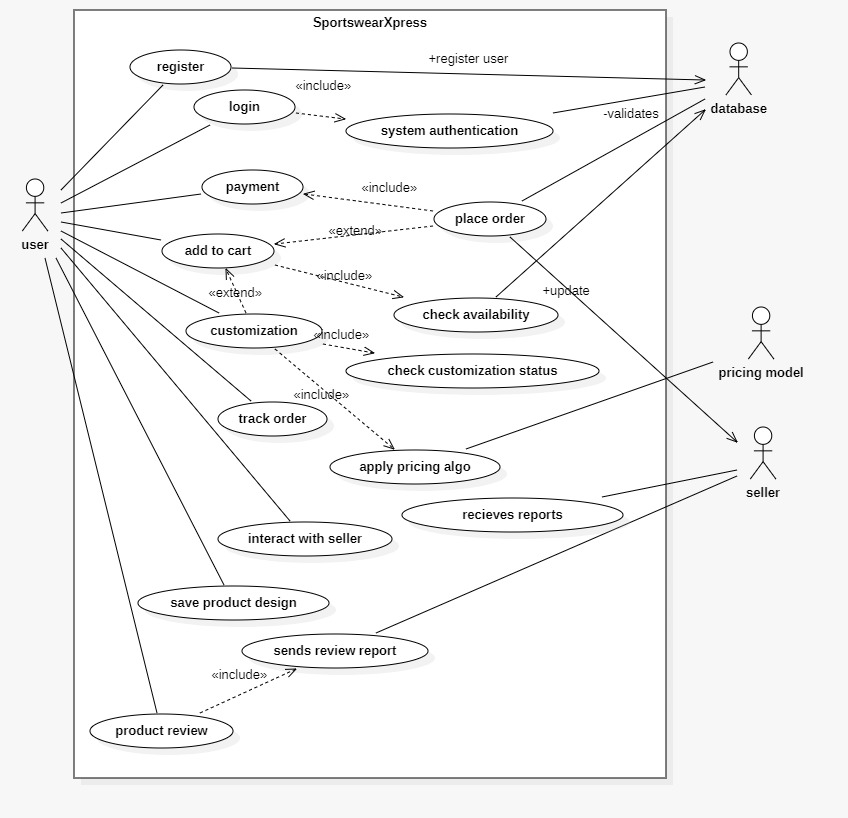 SportswearXpress
register
+register user
«include»
login
database
-validates
system authentication
payment
«include»
place order
«extend»
user
add to cart
«include»
+update
«extend»
check availability
customization
«include»
check customization status
pricing model
«include»
track order
apply pricing algo
seller
recieves reports
interact with seller
save product design
sends review report
«include»
product review